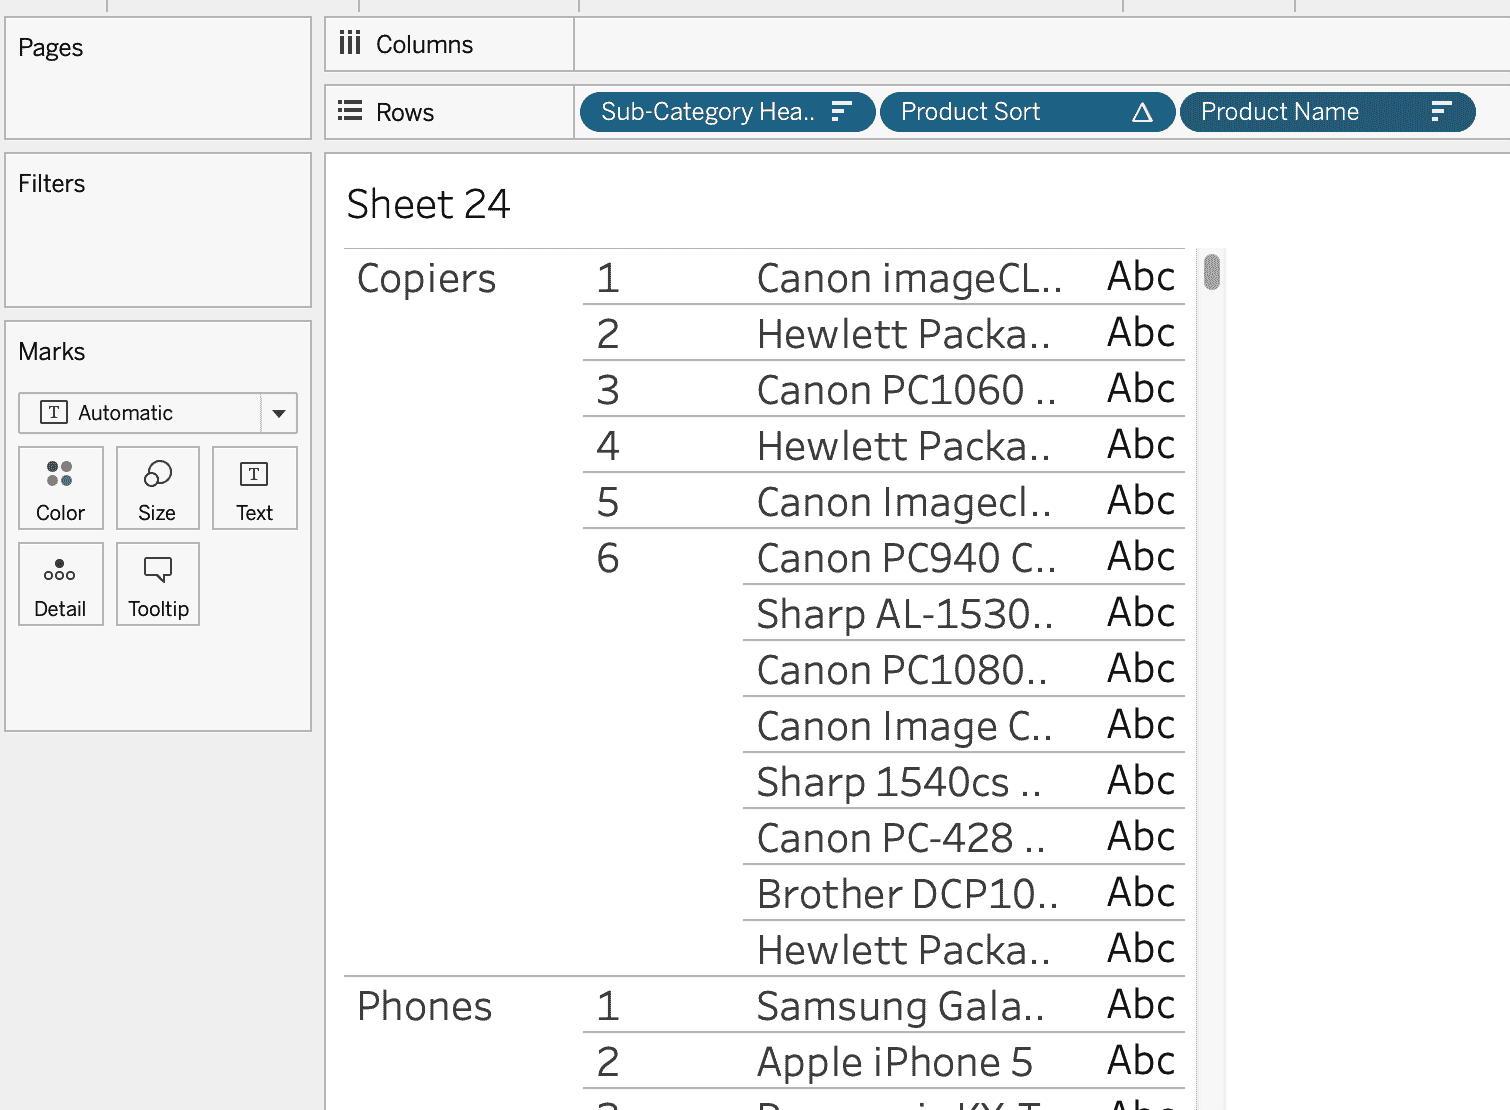 Pages
Columns
Rows
Sub-Category Hea..
Product Sort
Product Name
Filters
Marks
T Automatic
Color
Size
T
Text
Detail
Tooltip
Sheet 24
Copiers 1 Canon imageCL.. Abc
2 Hewlett Packa.. Abc
3 Canon PC1060 .. Abc
4 Hewlett Packa.. Abc
5 Canon Imagecl.. Abc
6 Canon PC940 C.. Abc
Sharp AL-1530.. Abc
Canon PC1080.. Abc
Canon Image C.. Abc
Sharp 1540cs .. Abc
Canon PC-428 .. Abc
Brother DCP10.. Abc
Hewlett Packa.. Abc
Phones 1 Samsung Gala.. Abc
2 Apple iPhone 5 Abc